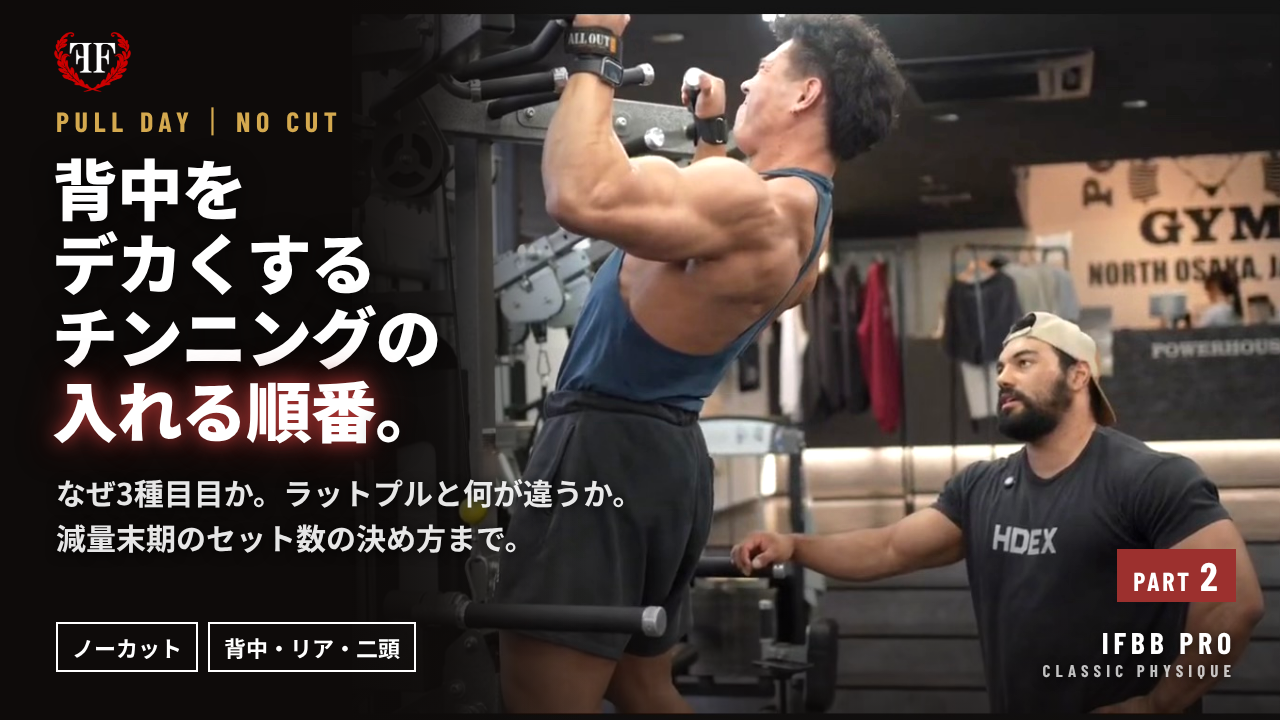 FF
PULL DAY | NO CUT
背中を
デカくする
チンニングの
入れる順番。
なぜ3種目目か。ラットプルと何が違うか。
減量末期のセット数の決め方まで。
ノーカット
背中・リア・二頭
ALL OUT
GYM
NORTH OSAKA, J
POWERHOUS
HDEX
PART 2
IFBB PRO
CLASSIC PHYSIQUE